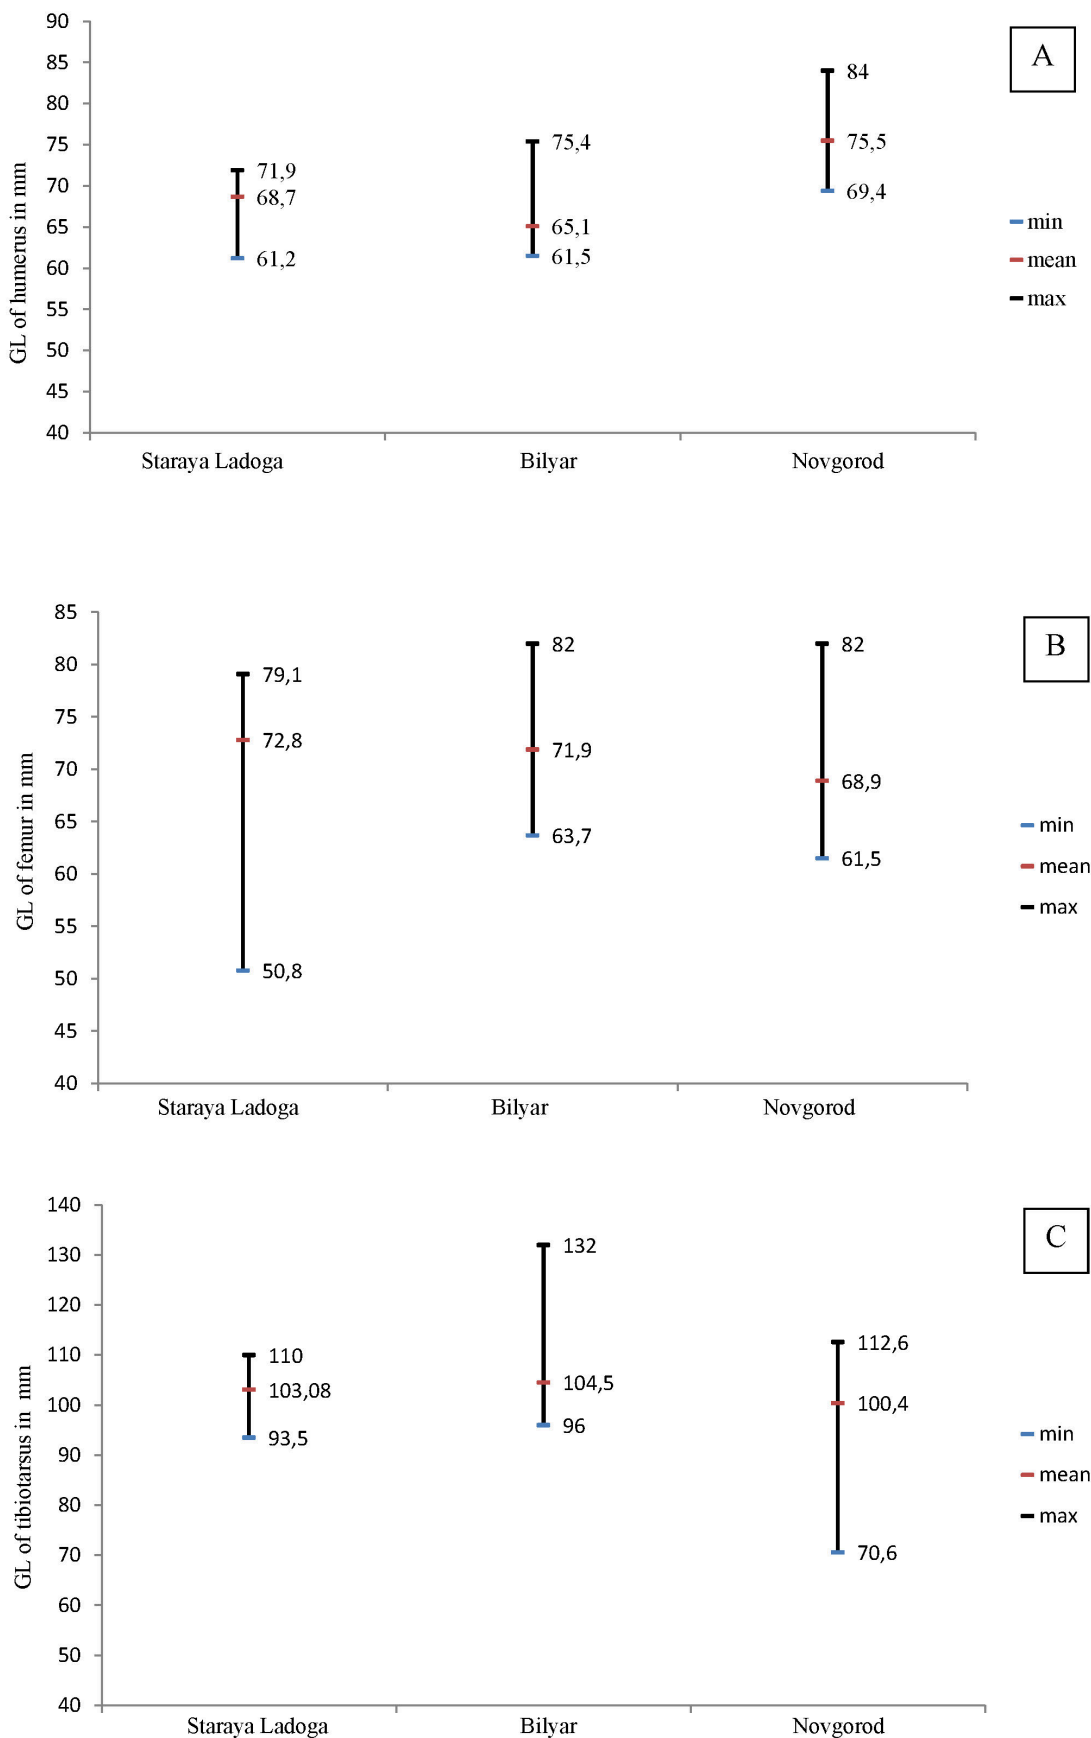 A
GL of humerus in mm
90
85
80
75
70
65
60
55
50
45
40
71,9
68,7
61,2
75,4
65,1
61,5
84
75,5
69,4
min
mean
max
Staraya Ladoga
Bilyar
Novgorod
B
GL of femur in mm
85
80
75
70
65
60
55
50
45
40
79,1
72,8
50,8
82
71,9
63,7
82
68,9
61,5
min
mean
max
Staraya Ladoga
Bilyar
Novgorod
C
GL of tibiotarsus in mm
140
130
120
110
100
90
80
70
60
50
40
110
103,08
93,5
132
104,5
96
112,6
100,4
70,6
min
mean
max
Staraya Ladoga
Bilyar
Novgorod